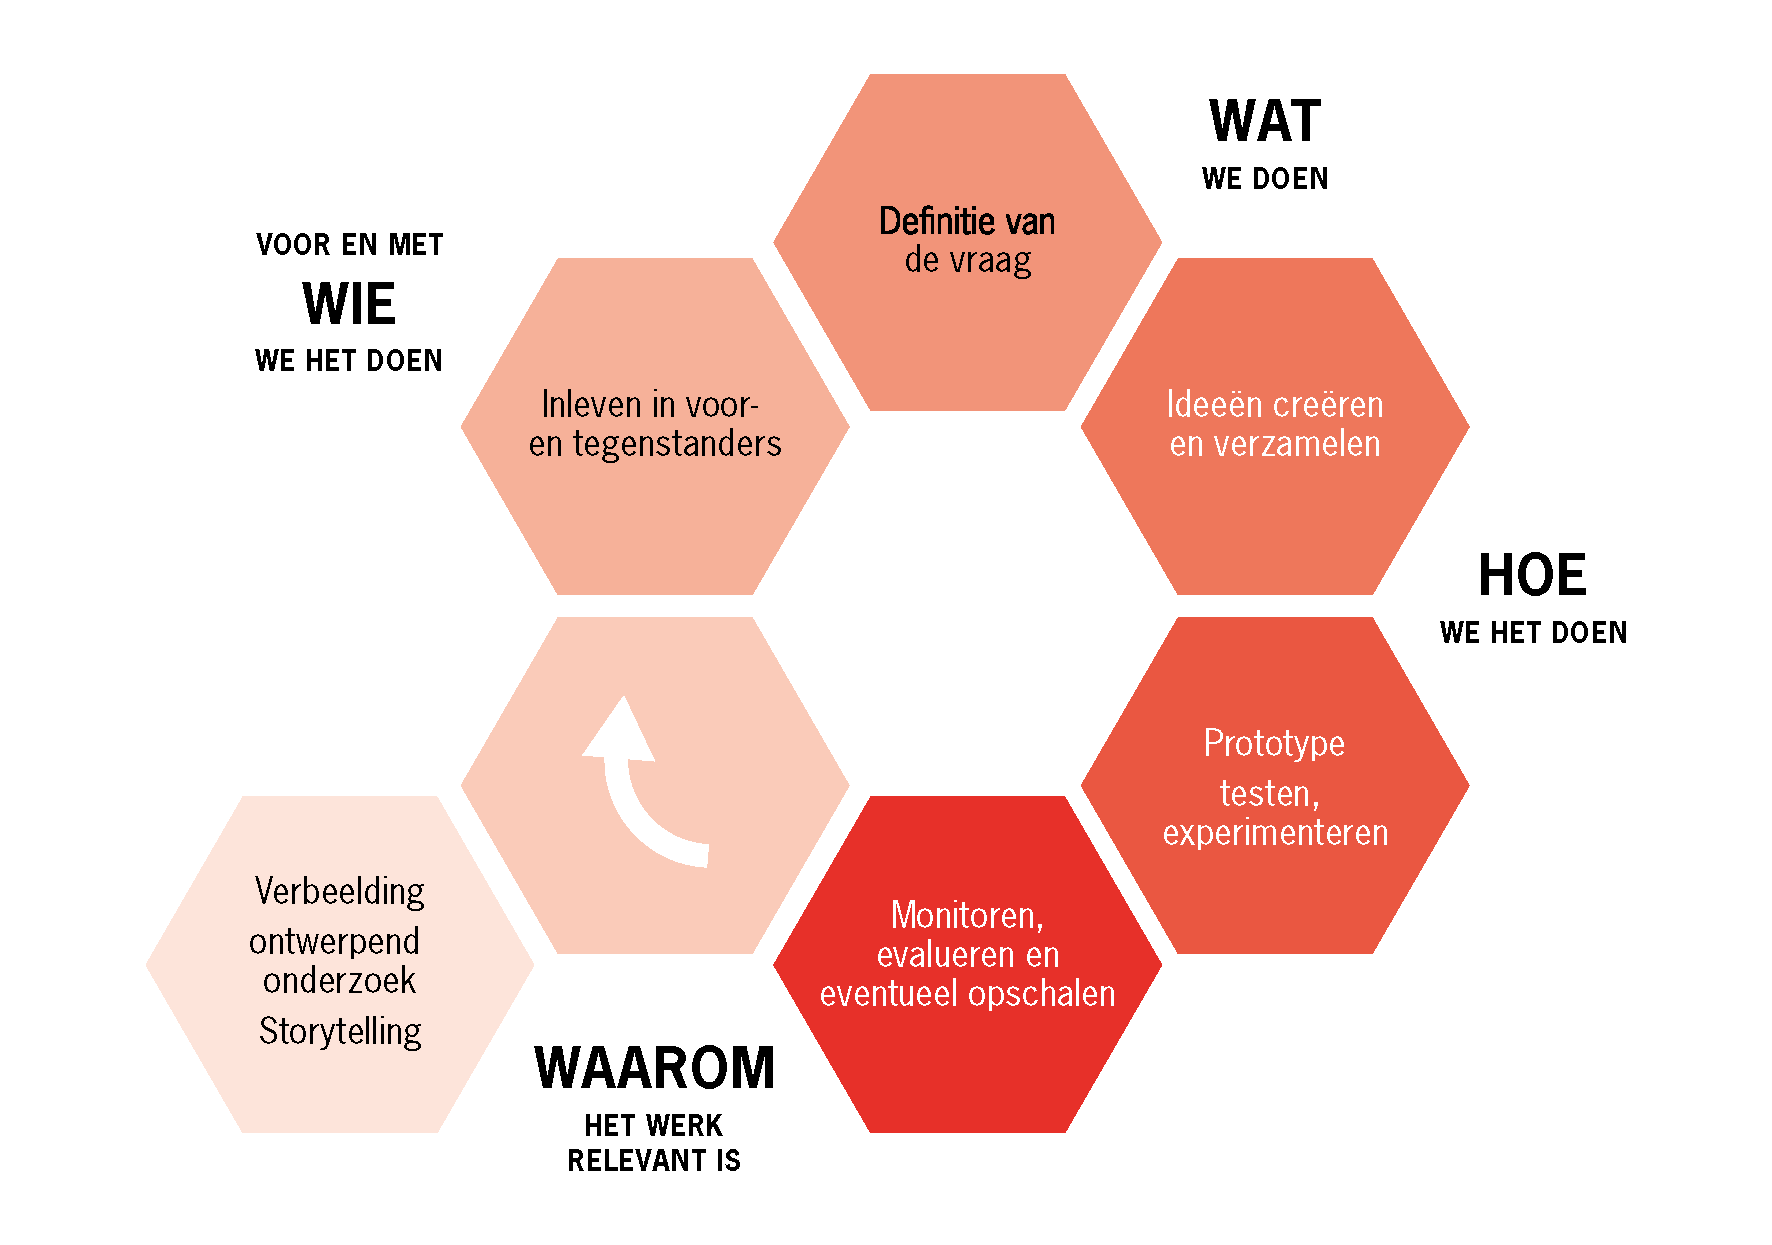 WAT
WE DOEN
Definitie van
de vraag
VOOR EN MET
WIE
WE HET DOEN
Inleven in voor-
en tegenstanders
Ideeën creëren
en verzamelen
HOE
WE HET DOEN
Prototype
testen,
experimenteren
Verbeelding
ontwerpend
onderzoek
Storytelling
Monitoren,
evalueren en
eventueel opschalen
WAAROM
HET WERK
RELEVANT IS